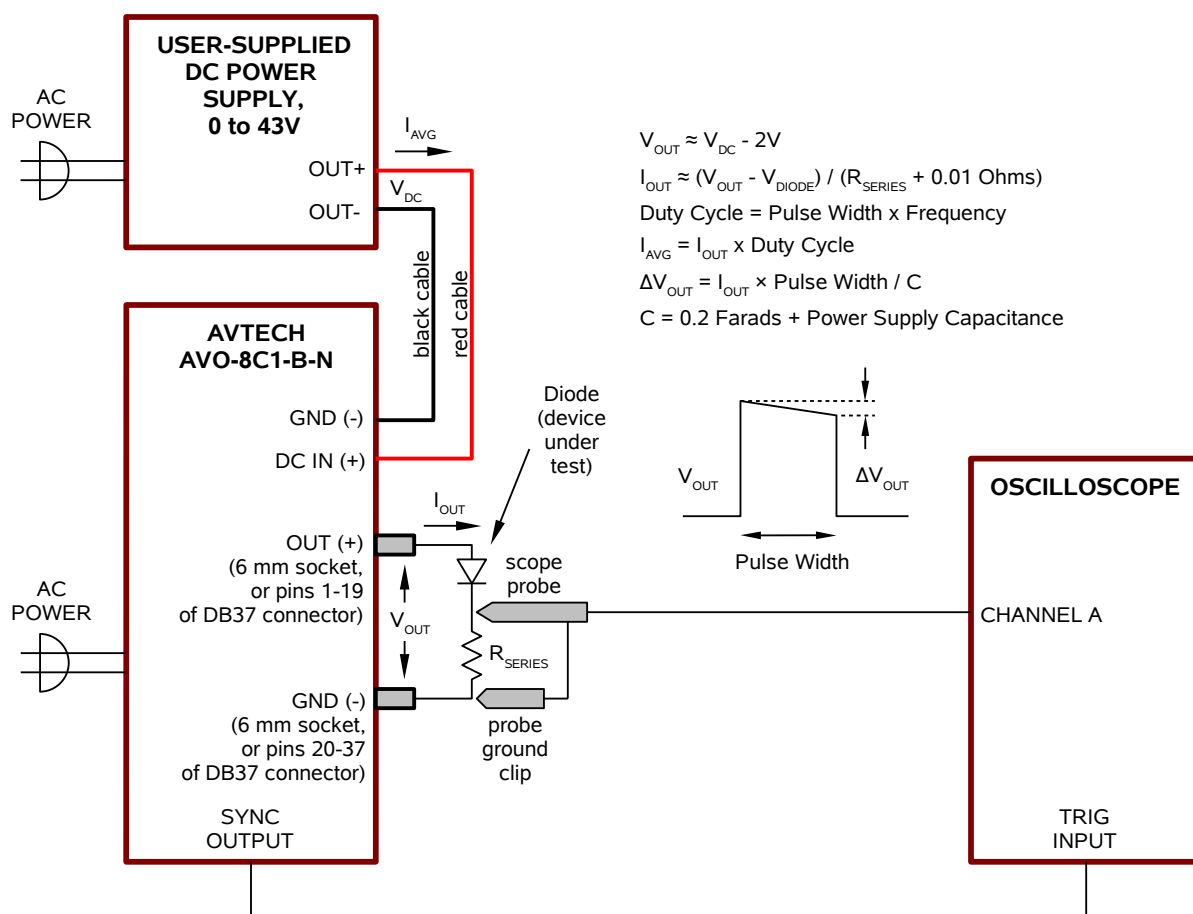 USER-SUPPLIED
DC POWER
SUPPLY,
0 to 43V
AC
POWER
I_AVG
OUT+
V_DC
OUT-
black cable
red cable
V_OUT ≈ V_DC - 2V
I_OUT ≈ (V_OUT - V_DIODE) / (R_SERIES + 0.01 Ohms)
Duty Cycle = Pulse Width x Frequency
I_AVG = I_OUT x Duty Cycle
ΔV_OUT = I_OUT × Pulse Width / C
C = 0.2 Farads + Power Supply Capacitance
AVTECH
AVO-8C1-B-N
GND (-)
DC IN (+)
Diode
(device
under
test)
I_OUT
OUT (+)
(6 mm socket,
or pins 1-19
of DB37 connector)
AC
POWER
V_OUT
scope
probe
R_SERIES
GND (-)
(6 mm socket,
or pins 20-37
of DB37 connector)
probe
ground
clip
SYNC
OUTPUT
V_OUT
ΔV_OUT
Pulse Width
OSCILLOSCOPE
CHANNEL A
TRIG
INPUT